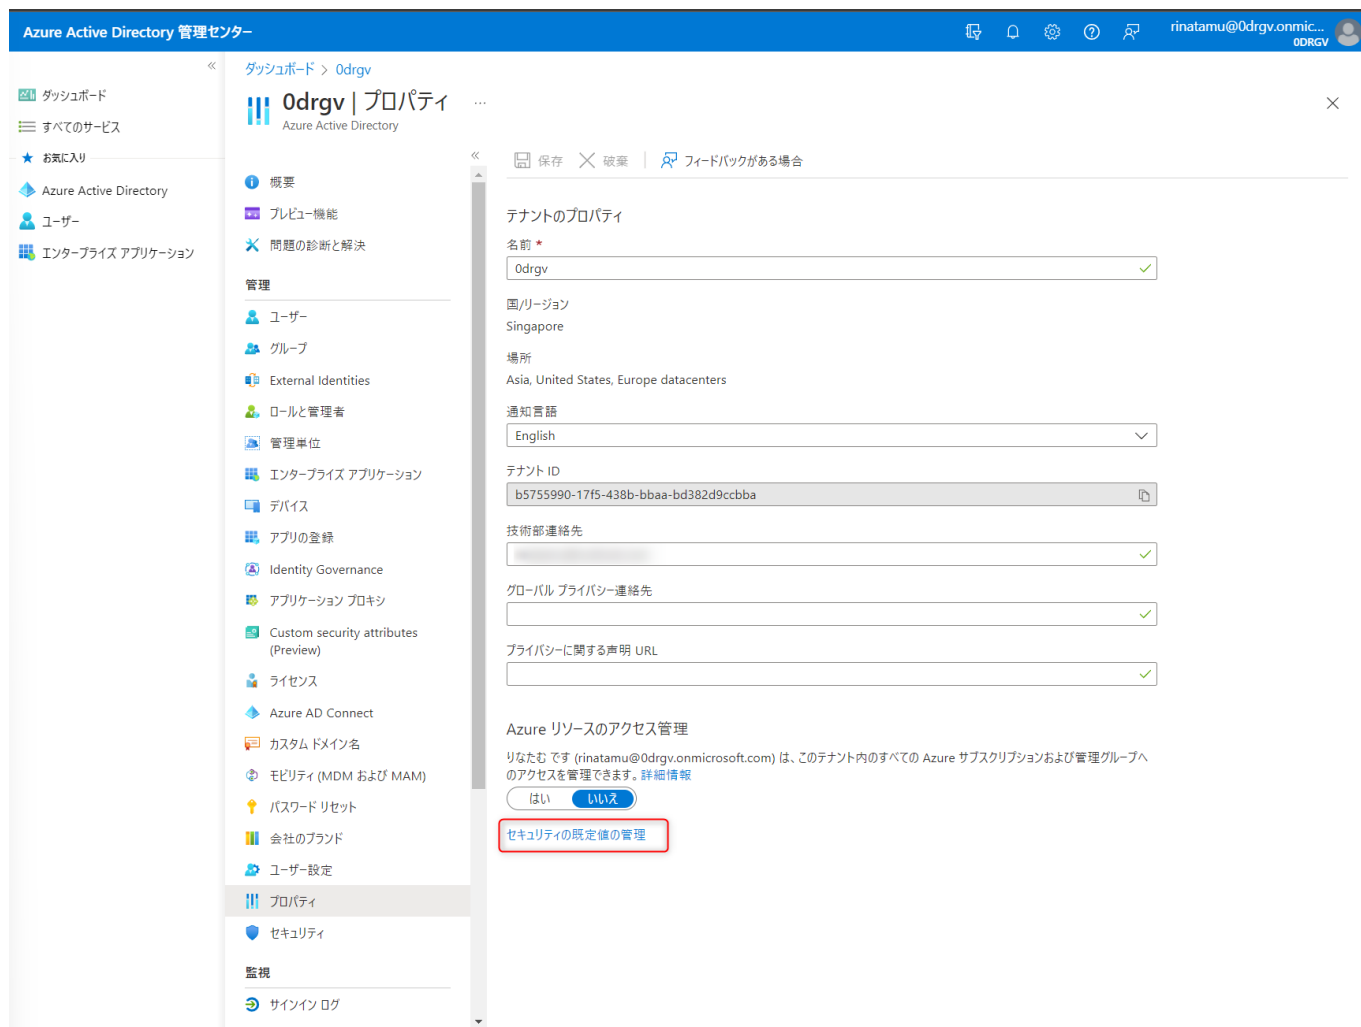 Azure Active Directory 管理センター
rinatamu@0drgv.onmic...
0DRGV
ダッシュボード
すべてのサービス
お気に入り
Azure Active Directory
ユーザー
エンタープライズ アプリケーション
ダッシュボード > 0drgv
0drgv | プロパティ ...
Azure Active Directory
概要
プレビュー機能
問題の診断と解決
管理
ユーザー
グループ
External Identities
ロールと管理者
管理単位
エンタープライズ アプリケーション
デバイス
アプリの登録
Identity Governance
アプリケーション プロキシ
Custom security attributes
(Preview)
ライセンス
Azure AD Connect
カスタム ドメイン名
モビリティ (MDM および MAM)
パスワード リセット
会社のブランド
ユーザー設定
プロパティ
セキュリティ
監視
サインイン ログ
保存 破棄 フィードバックがある場合
テナントのプロパティ
名前 *
0drgv
国/リージョン
Singapore
場所
Asia, United States, Europe datacenters
通知言語
English
テナント ID
b5755990-17f5-438b-bbaa-bd382d9ccbba
技術部連絡先
グローバル プライバシー連絡先
プライバシーに関する声明 URL
Azure リソースのアクセス管理
りなたむ です (rinatamu@0drgv.onmicrosoft.com) は、このテナント内のすべての Azure サブスクリプションおよび管理グループへ
のアクセスを管理できます。詳細情報
はい いいえ
セキュリティの既定値の管理